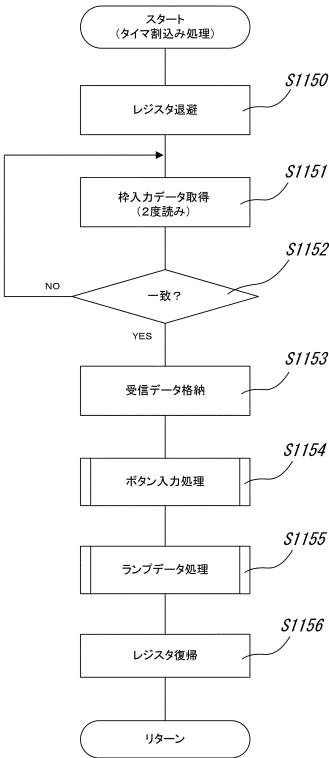 スタート
(タイマ割込み処理)
S1150
レジスタ退避
S1151
枠入力データ取得
(2度読み)
S1152
一致?
NO
YES
S1153
受信データ格納
S1154
ボタン入力処理
S1155
ランプデータ処理
S1156
レジスタ復帰
リターン